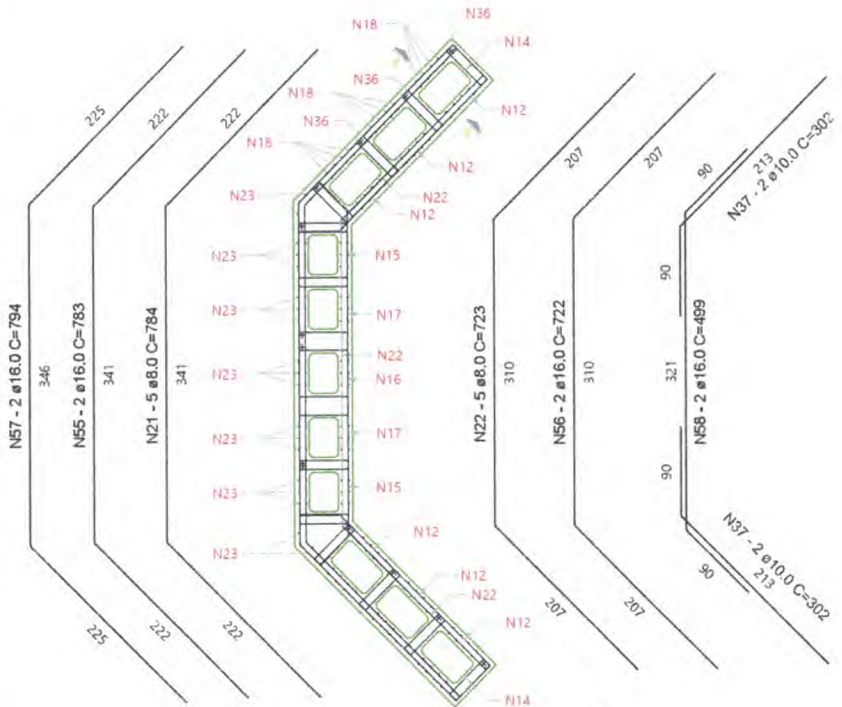 N36
N18
N14
N36
N18
N12
N36
N18
N12
N23
N22
N12
N23
N15
N23
N17
N22
N23
N16
N23
N17
N23
N15
N23
N12
N12
N22
N12
N14
225
N57 - 2 ø16.0 C=794
346
225
222
N55 - 2 ø16.0 C=783
341
222
222
N21 - 5 ø8.0 C=784
341
222
207
N22 - 5 ø8.0 C=723
310
207
207
N56 - 2 ø16.0 C=722
310
207
90
213
N37 - 2 ø10.0 C=302
90
321
N58 - 2 ø16.0 C=499
90
N37 - 2 ø10.0 C=302
213
90